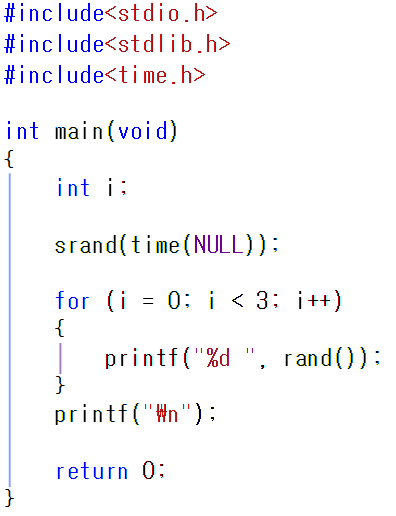 #include<stdio.h>
#include<stdlib.h>
#include<time.h>
int main(void)
{
int i;
srand(time(NULL));
for (i = 0; i < 3; i++)
{
printf("%d ", rand());
}
printf("₩n");
return 0;
}